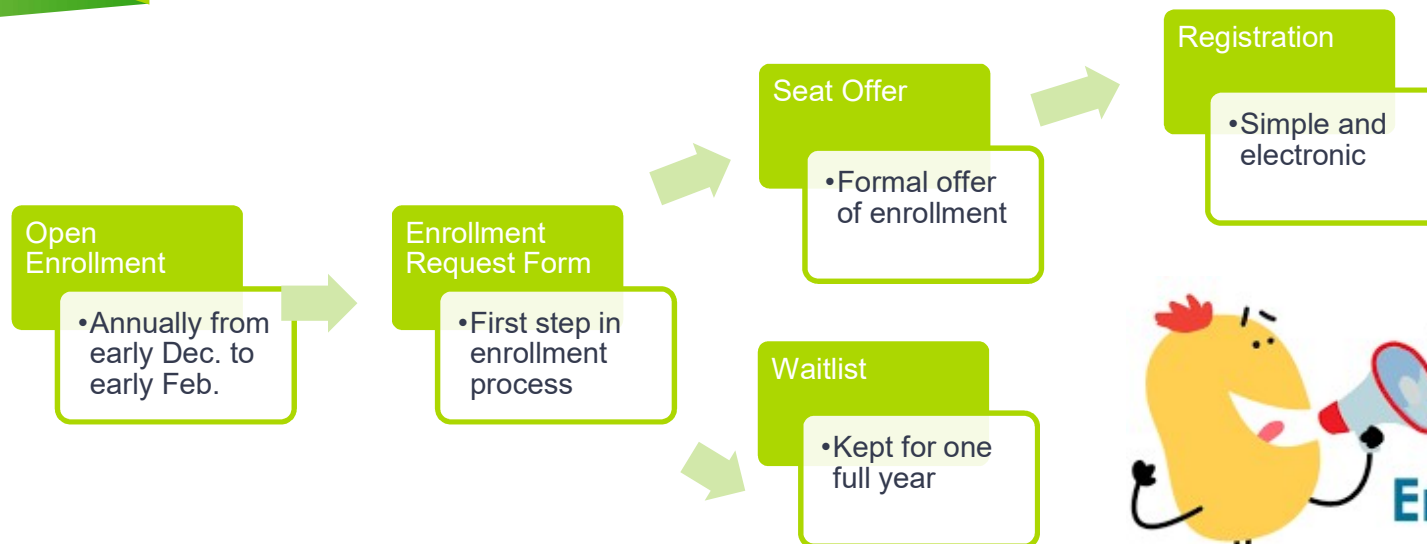 Open
Enrollment
•Annually from
early Dec. to
early Feb.
Enrollment
Request Form
•First step in
enrollment
process
Seat Offer
•Formal offer
of enrollment
Waitlist
•Kept for one
full year
Registration
•Simple and
electronic